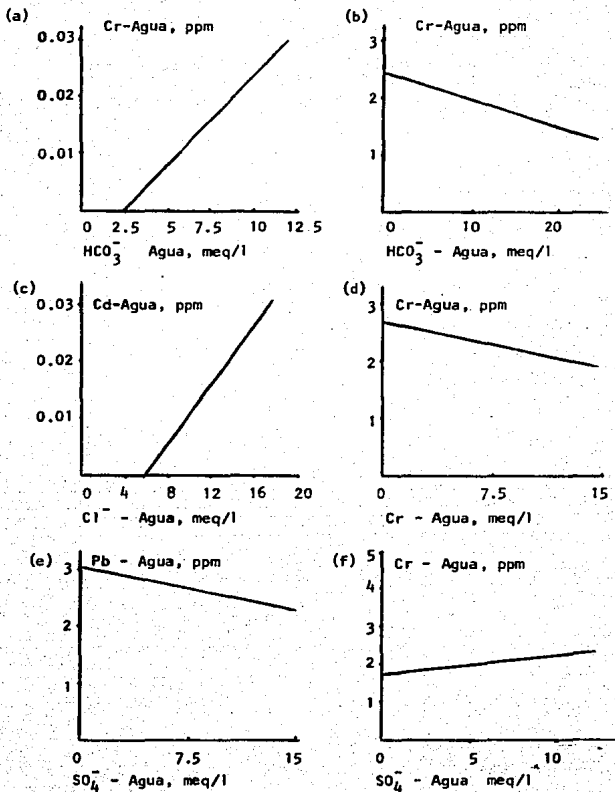 (a)
Cr-Agua, ppm
0.03
0.02
0.01
0 2.5 5 7.5 10 12.5
HCO3- Agua, meq/l
(b)
Cr-Agua, ppm
3
2
1
0 10 20
HCO3- - Agua, meq/l
(c)
Cd-Agua, ppm
0.03
0.02
0.01
0 4 8 12 16 20
Cl- - Agua, meq/l
(d)
Cr-Agua, ppm
3
2
1
0 7.5 15
Cr - Agua, meq/l
(e)
Pb - Agua, ppm
3
2
1
0 7.5 15
SO4- - Agua, meq/l
(f)
Cr - Agua, ppm
5
4
3
2
1
0 5 10
SO4- - Agua meq/l